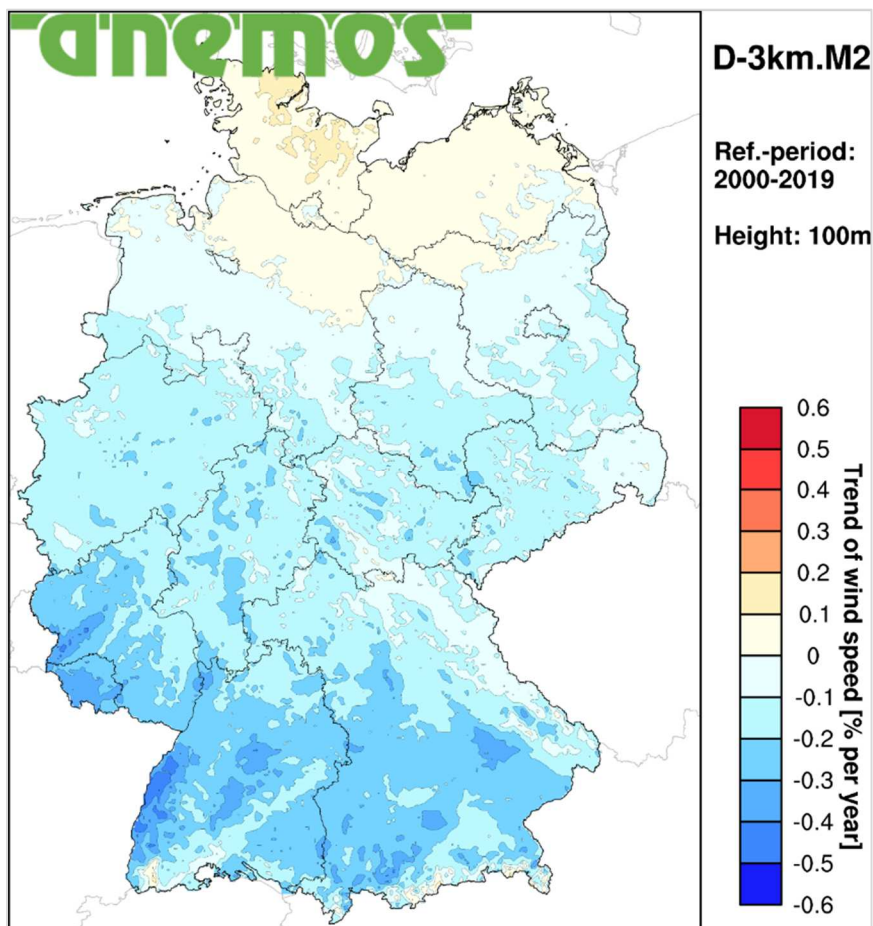 anemos
D-3km.M2
Ref.-period:
2000-2019
Height: 100m
0.6
0.5
0.4
0.3
0.2
0.1
0
-0.1
-0.2
-0.3
-0.4
-0.5
-0.6
Trend of wind speed [% per year]